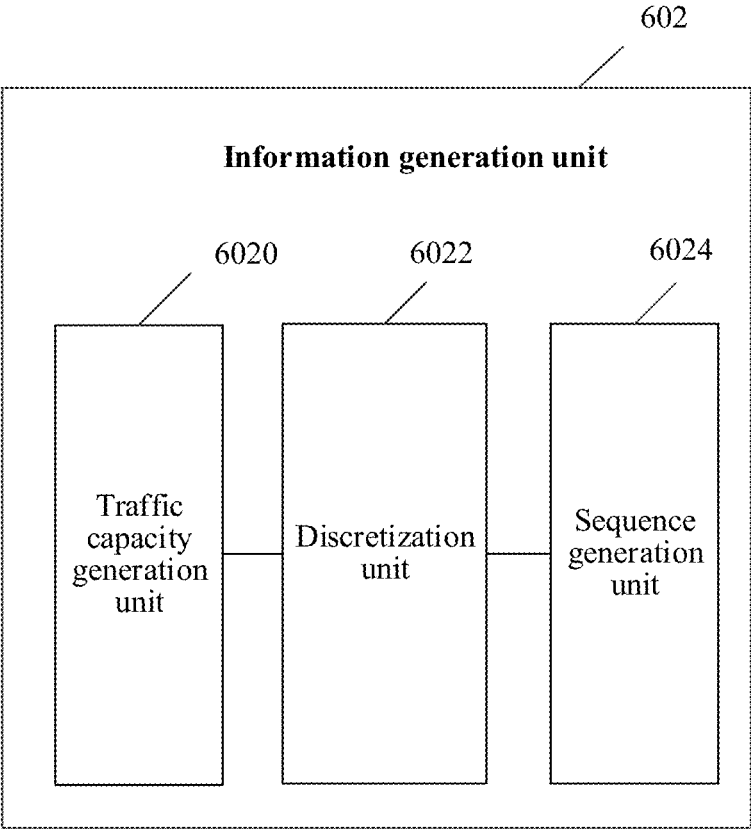 602
Information generation unit
6020
6022
6024
Traffic
capacity
generation
unit
Discretization
unit
Sequence
generation
unit